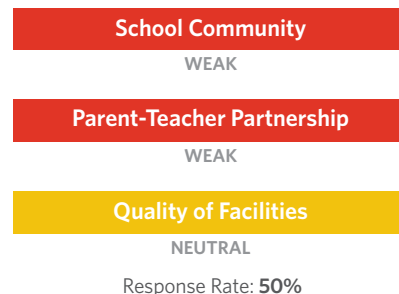 School Community
WEAK
Parent-Teacher Partnership
WEAK
Quality of Facilities
NEUTRAL
Response Rate: 50%